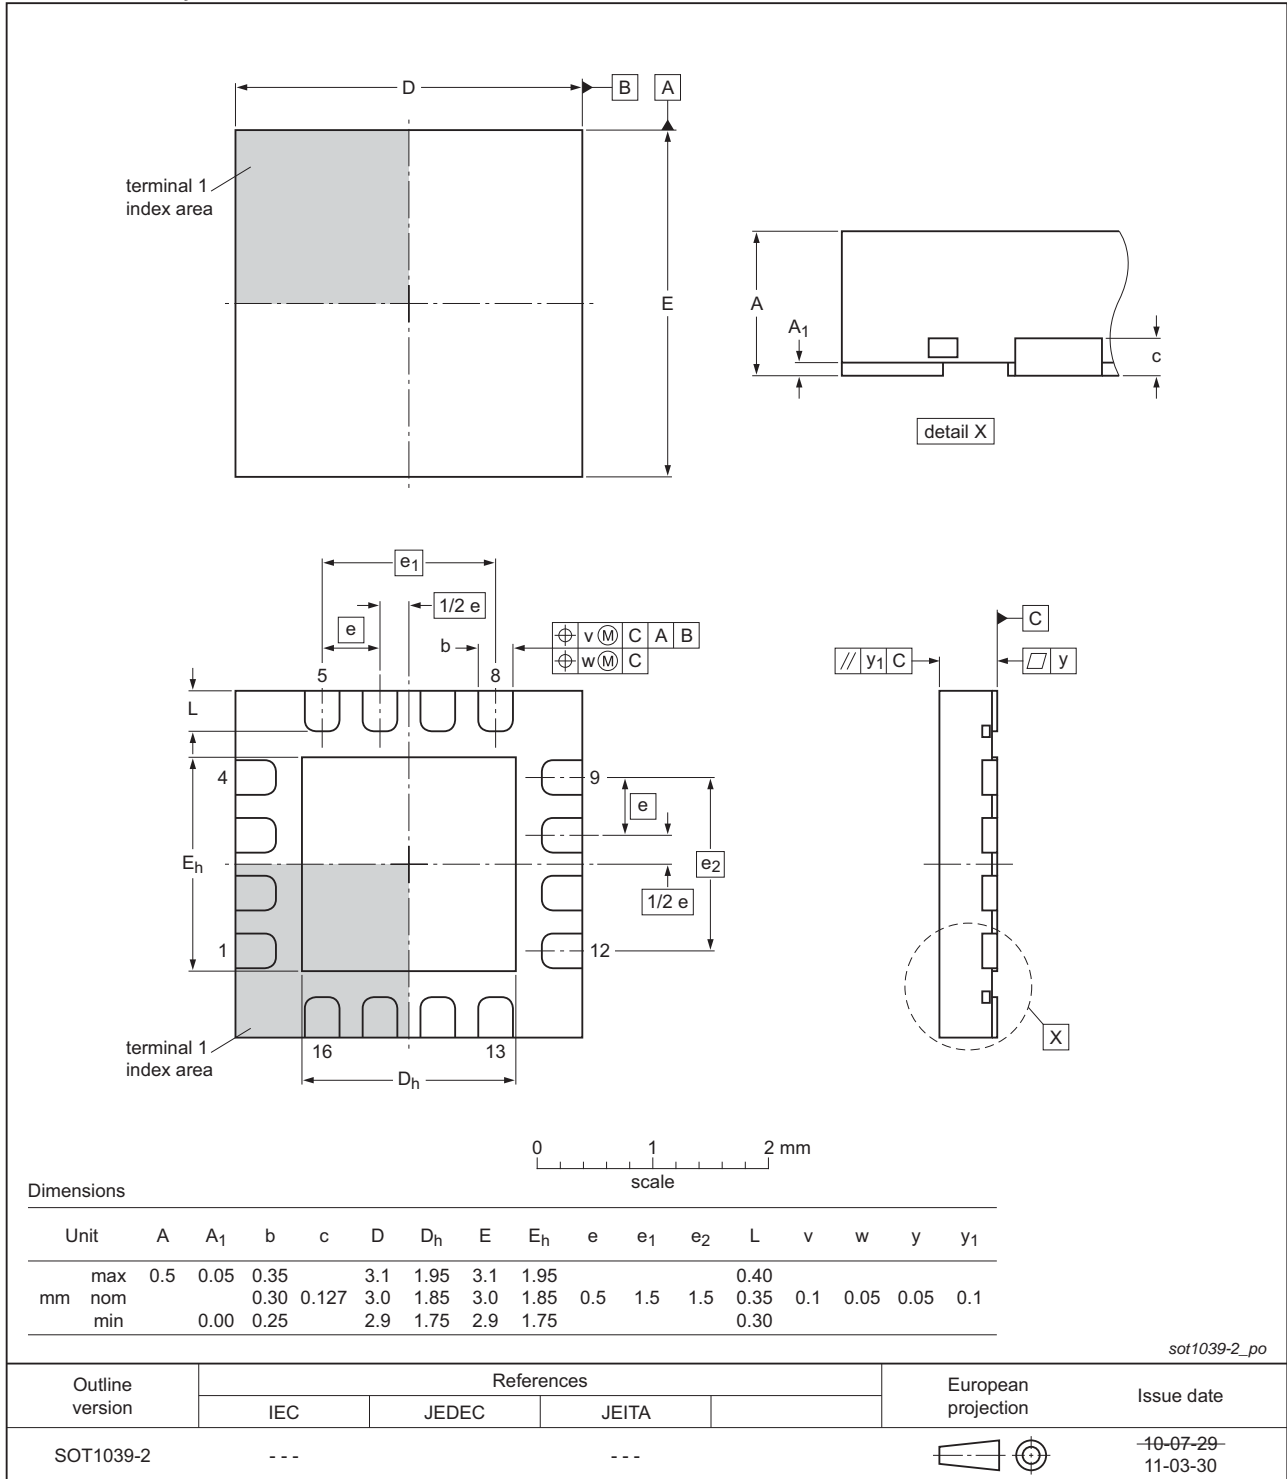 D
B
A
terminal 1
index area
E
A
A1
c
detail X
e1
1/2 e
e
b
v M C A B
w M C
5
8
L
4
9
e
Eh
e2
1/2 e
1
12
terminal 1
index area
16
13
Dh
C
// y1 C
y
X
0 1 2 mm
scale
Dimensions
Unit A A1 b c D Dh E Eh e e1 e2 L v w y y1
max 0.5 0.05 0.35 3.1 1.95 3.1 1.95 0.40
mm nom 0.30 0.127 3.0 1.85 3.0 1.85 0.5 1.5 1.5 0.35 0.1 0.05 0.05 0.1
min 0.00 0.25 2.9 1.75 2.9 1.75 0.30
sot1039-2_po
Outline version
References
European projection
Issue date
IEC JEDEC JEITA
SOT1039-2 - - - - - -
10-07-29
11-03-30